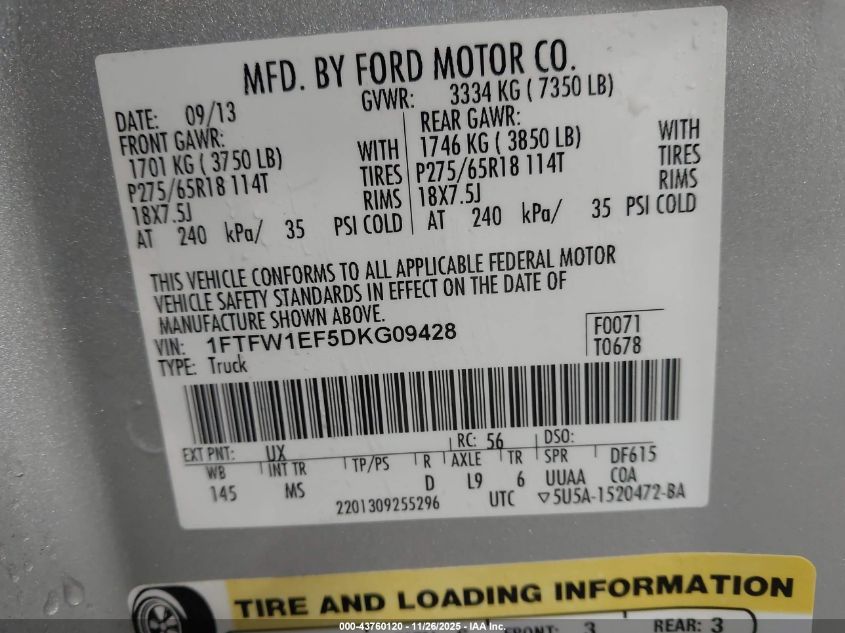 MFD. BY FORD MOTOR CO.
DATE: 09/13
GVWR: 3334 KG ( 7350 LB)
FRONT GAWR:
1701 KG ( 3750 LB)
WITH
P275/65R18 114T
TIRES
18X7.5J
RIMS
AT 240 kPa/ 35 PSI COLD
REAR GAWR:
1746 KG ( 3850 LB)
WITH
P275/65R18 114T
TIRES
18X7.5J
RIMS
AT 240 kPa/ 35 PSI COLD
THIS VEHICLE CONFORMS TO ALL APPLICABLE FEDERAL MOTOR
VEHICLE SAFETY STANDARDS IN EFFECT ON THE DATE OF
MANUFACTURE SHOWN ABOVE.
VIN: 1FTFW1EF5DKG09428
TYPE: Truck
F0071
T0678
EXT PNT: UX
RC: 56
DSO:
WB
INT TR
TP/PS
R
AXLE
TR
SPR
DF615
145
MS
D
L9
6
UUAA
COA
2201309255296
UTC
▽5U5A-1520472-BA
TIRE AND LOADING INFORMATION
FRONT: 3
REAR: 3
000-43760120 - 11/26/2025 - IAA Inc.